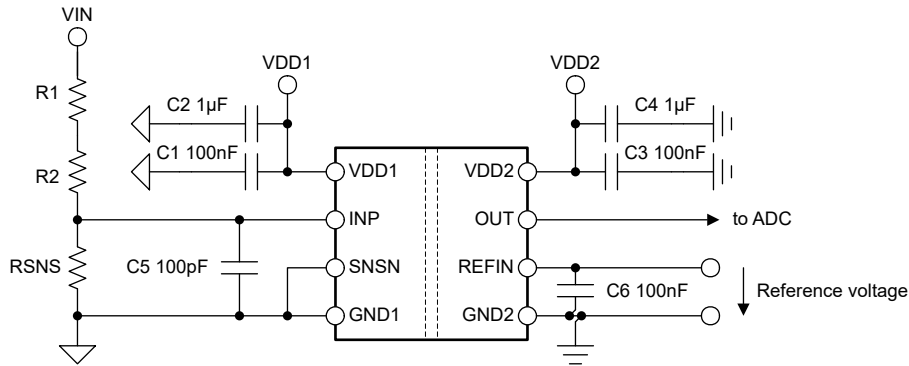 VIN
R1
R2
RSNS
VDD1
C2 1µF
C1 100nF
C5 100pF
VDD1
INP
SNSN
GND1
VDD2
OUT
REFIN
GND2
VDD2
C4 1µF
C3 100nF
to ADC
C6 100nF
Reference voltage